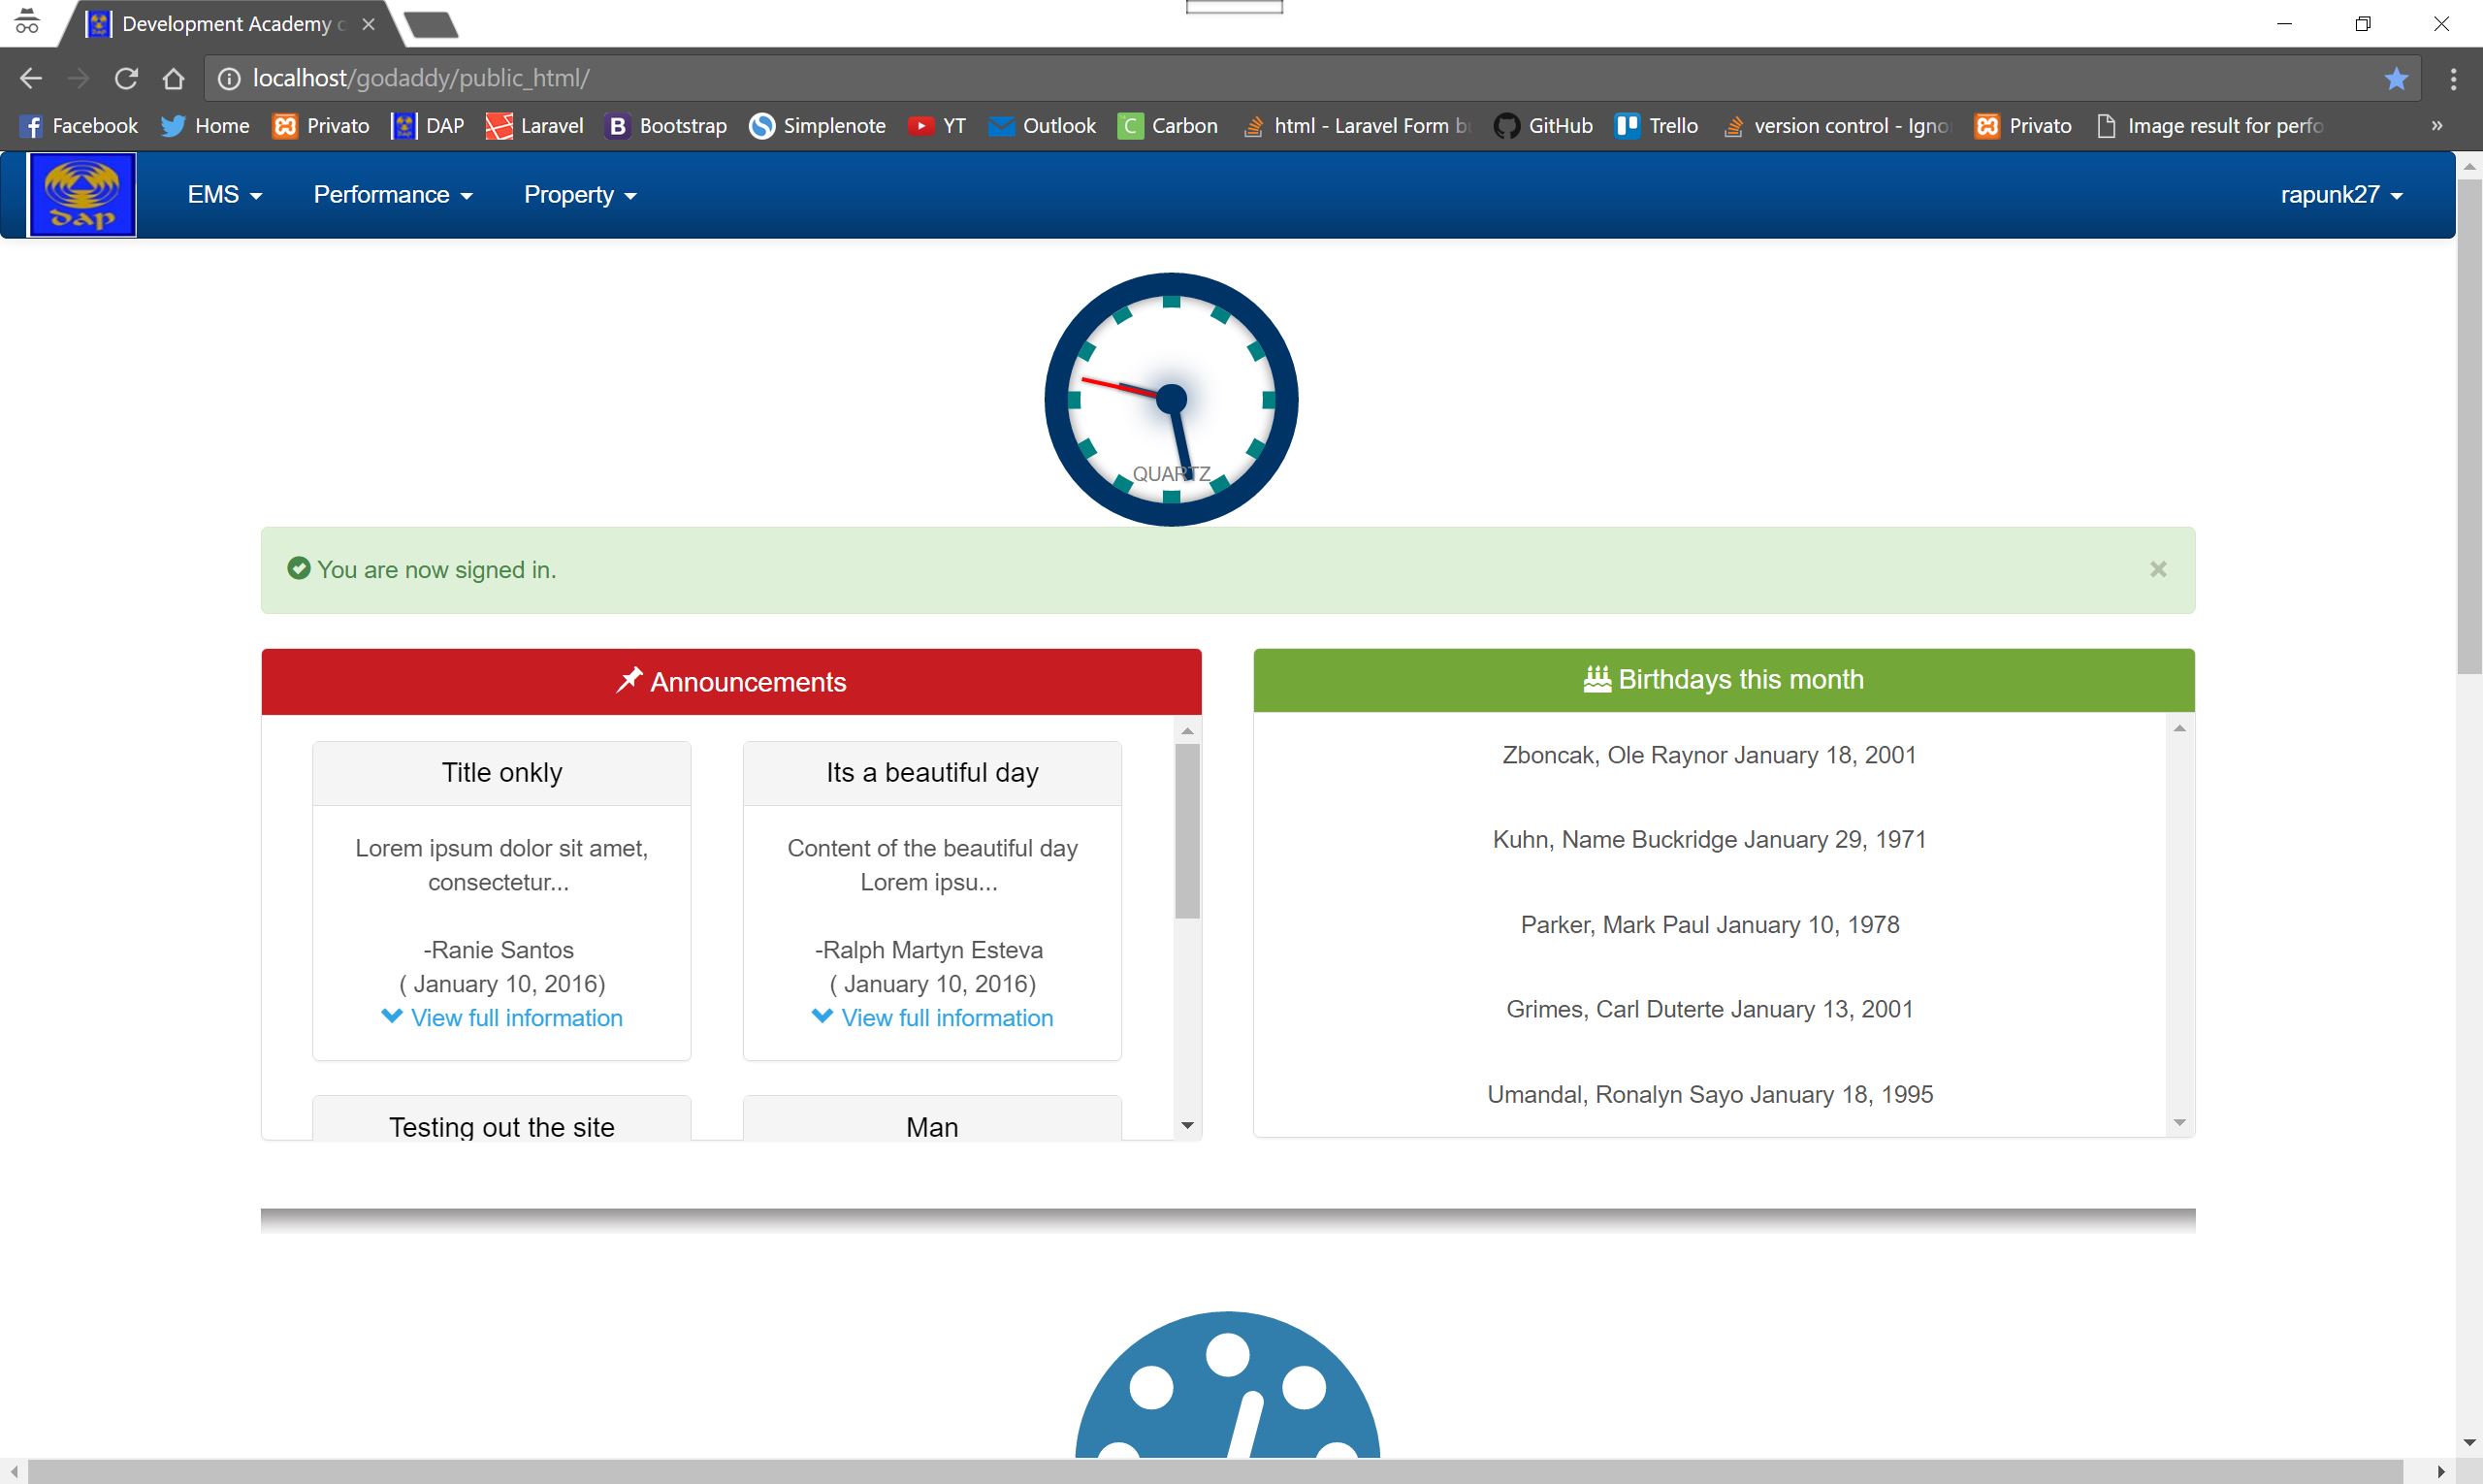 Development Academy
localhost/godaddy/public_html/
Facebook Home Privato DAP Laravel Bootstrap Simplenote YT Outlook Carbon html - Laravel Form GitHub Trello version control - Privato Image result for
dap EMS Performance Property rapunk27
QUARTZ
You are now signed in. ×
Announcements
Title onkly
Lorem ipsum dolor sit amet,
consectetur...
-Ranie Santos
( January 10, 2016)
View full information
Its a beautiful day
Content of the beautiful day
Lorem ipsu...
-Ralph Martyn Esteva
( January 10, 2016)
View full information
Testing out the site
Man
Birthdays this month
Zboncak, Ole Raynor January 18, 2001
Kuhn, Name Buckridge January 29, 1971
Parker, Mark Paul January 10, 1978
Grimes, Carl Duterte January 13, 2001
Umandal, Ronalyn Sayo January 18, 1995